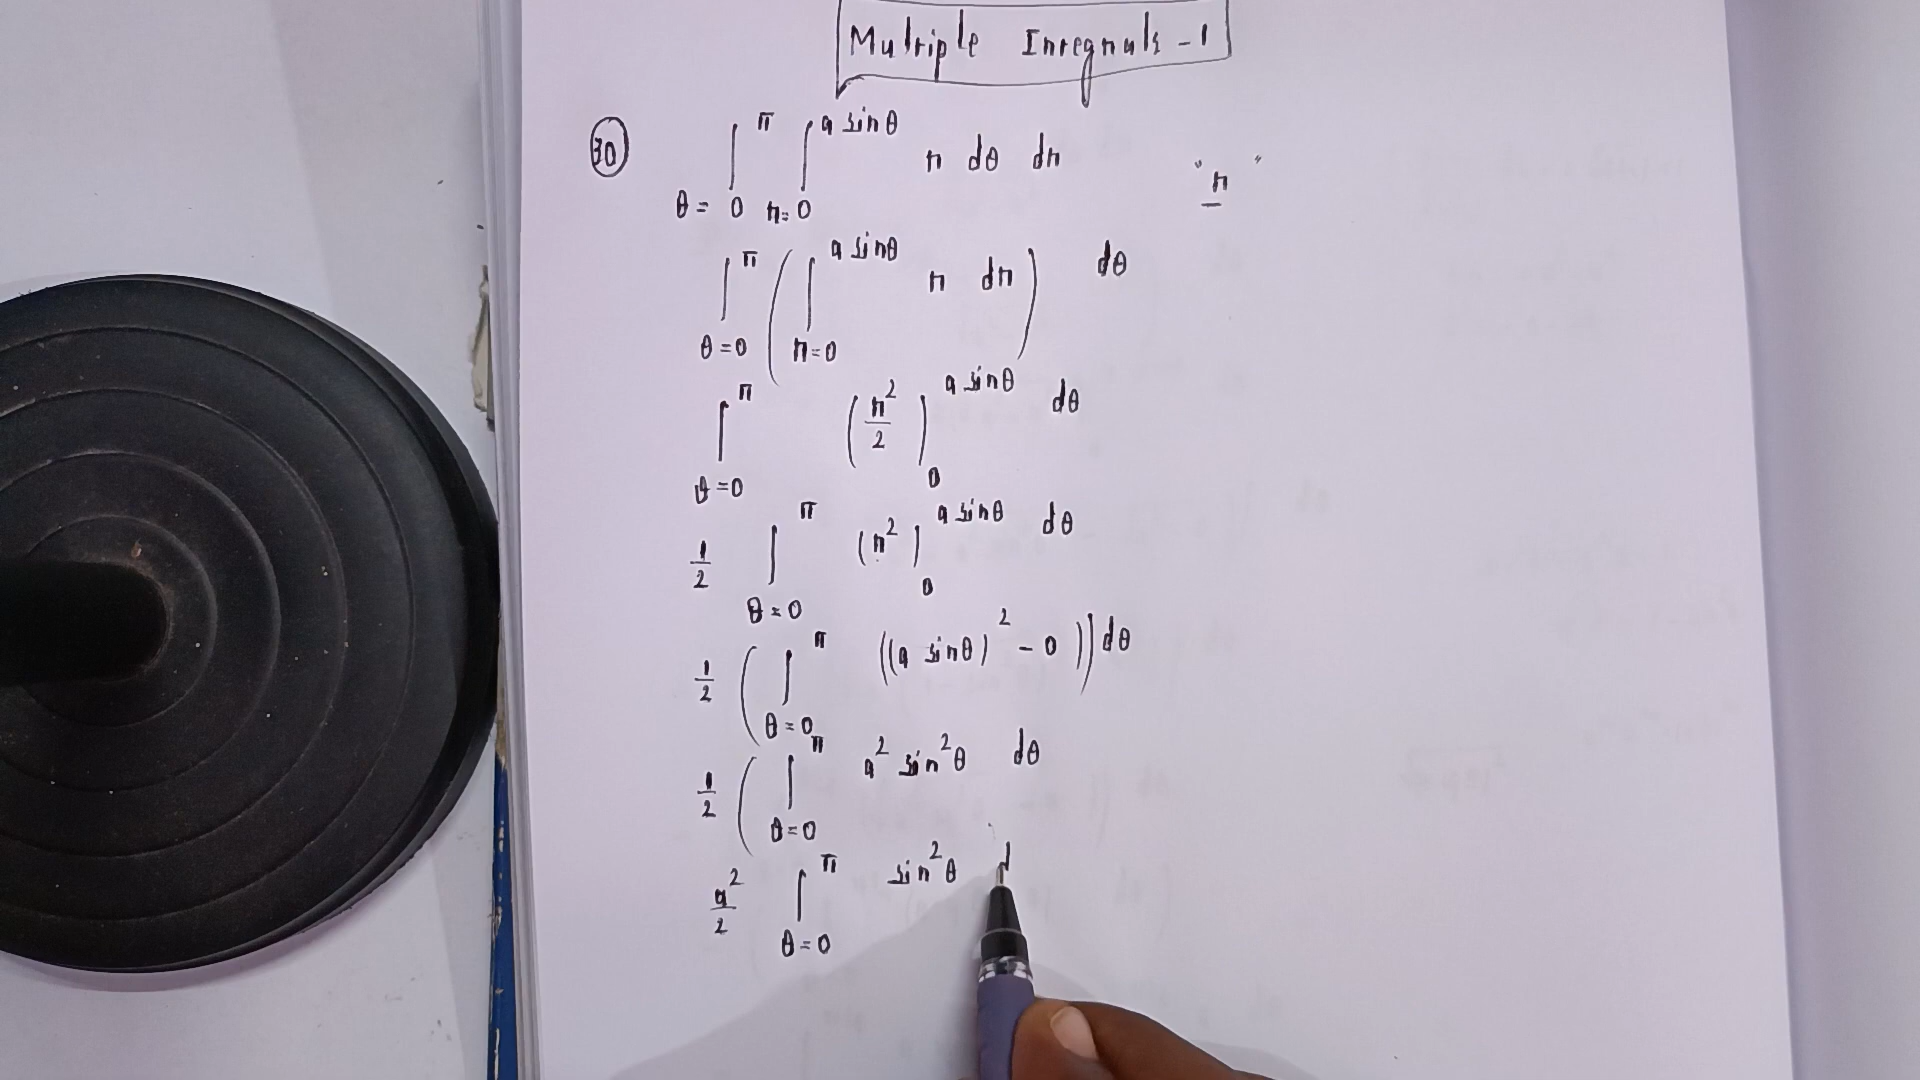 Multiple Integrals - 1
30 ∫_{θ=0}^{π} ∫_{r=0}^{a sinθ} r dθ dr "r"
∫_{θ=0}^{π} ( ∫_{r=0}^{a sinθ} r dr ) dθ
∫_{θ=0}^{π} ( r²/2 )_0^{a sinθ} dθ
1/2 ∫_{θ=0}^{π} ( r² )_0^{a sinθ} dθ
1/2 ( ∫_{θ=0}^{π} ((a sinθ)² - 0 )) dθ
1/2 ( ∫_{θ=0}^{π} a² sin²θ dθ
a²/2 ∫_{θ=0}^{π} sin²θ d